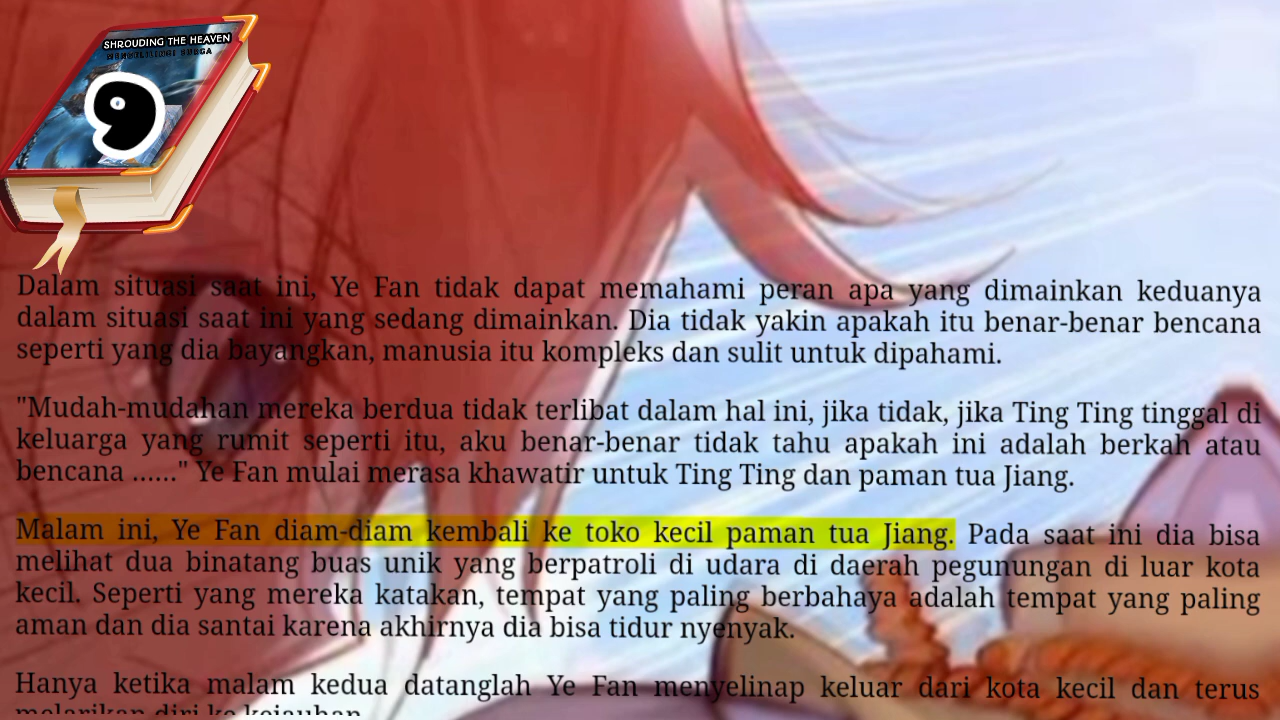 SHROUDING THE HEAVEN
9
Dalam situasi saat ini, Ye Fan tidak dapat memahami peran apa yang dimainkan keduanya
dalam situasi saat ini yang sedang dimainkan. Dia tidak yakin apakah itu benar-benar bencana
seperti yang dia bayangkan, manusia itu kompleks dan sulit untuk dipahami.
"Mudah-mudahan mereka berdua tidak terlibat dalam hal ini, jika tidak, jika Ting Ting tinggal di
keluarga yang rumit seperti itu, aku benar-benar tidak tahu apakah ini adalah berkah atau
bencana ......" Ye Fan mulai merasa khawatir untuk Ting Ting dan paman tua Jiang.
Malam ini, Ye Fan diam-diam kembali ke toko kecil paman tua Jiang. Pada saat ini dia bisa
melihat dua binatang buas unik yang berpatroli di udara di daerah pegunungan di luar kota
kecil. Seperti yang mereka katakan, tempat yang paling berbahaya adalah tempat yang paling
aman dan dia santai karena akhirnya dia bisa tidur nyenyak.
Hanya ketika malam kedua datanglah Ye Fan menyelinap keluar dari kota kecil dan terus
melarikan diri ke kejauhan.